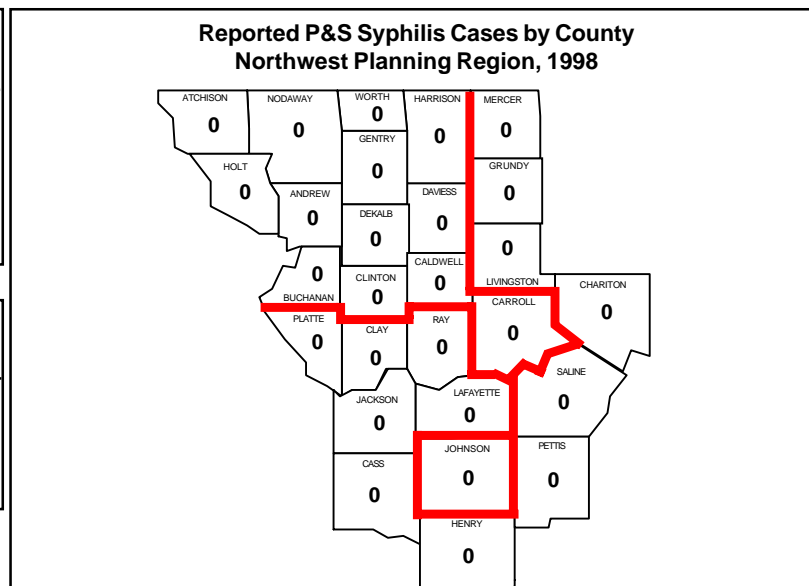 Reported P&S Syphilis Cases by County
Northwest Planning Region, 1998
ATCHISON
0
NODAWAY
0
WORTH
0
HARRISON
0
MERCER
0
GENTRY
0
GRUNDY
0
HOLT
0
ANDREW
0
DEKALB
0
DAVIESS
0
0
LIVINGSTON
0
BUCHANAN
CLINTON
0
CALDWELL
0
CHARITON
0
CARROLL
0
PLATTE
0
CLAY
0
RAY
0
SALINE
0
JACKSON
0
LAFAYETTE
0
JOHNSON
0
PETTIS
0
CASS
0
HENRY
0